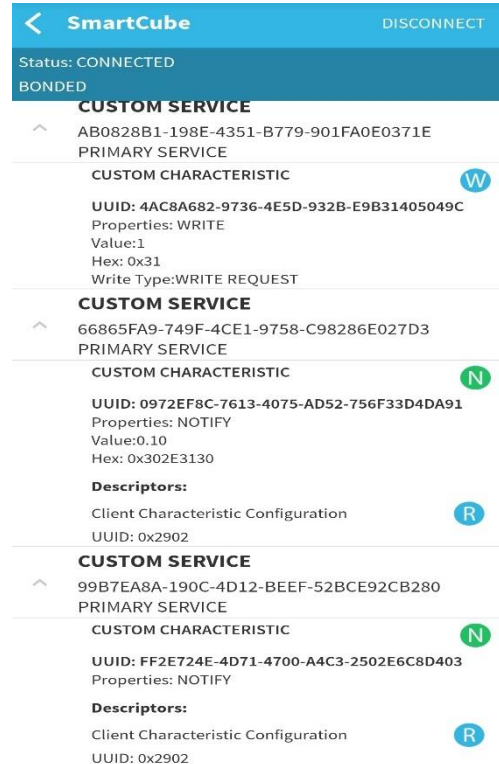 SmartCube DISCONNECT
Status: CONNECTED
BONDED
CUSTOM SERVICE
AB0828B1-198E-4351-B779-901FA0E0371E
PRIMARY SERVICE
CUSTOM CHARACTERISTIC W
UUID: 4AC8A682-9736-4E5D-932B-E9B31405049C
Properties: WRITE
Value:1
Hex: 0x31
Write Type:WRITE REQUEST
CUSTOM SERVICE
66865FA9-749F-4CE1-9758-C98286E027D3
PRIMARY SERVICE
CUSTOM CHARACTERISTIC N
UUID: 0972EF8C-7613-4075-AD52-756F33D4DA91
Properties: NOTIFY
Value:0.10
Hex: 0x302E3130
Descriptors:
Client Characteristic Configuration R
UUID: 0x2902
CUSTOM SERVICE
99B7EA8A-190C-4D12-BEEF-52BCE92CB280
PRIMARY SERVICE
CUSTOM CHARACTERISTIC N
UUID: FF2E724E-4D71-4700-A4C3-2502E6C8D403
Properties: NOTIFY
Descriptors:
Client Characteristic Configuration R
UUID: 0x2902